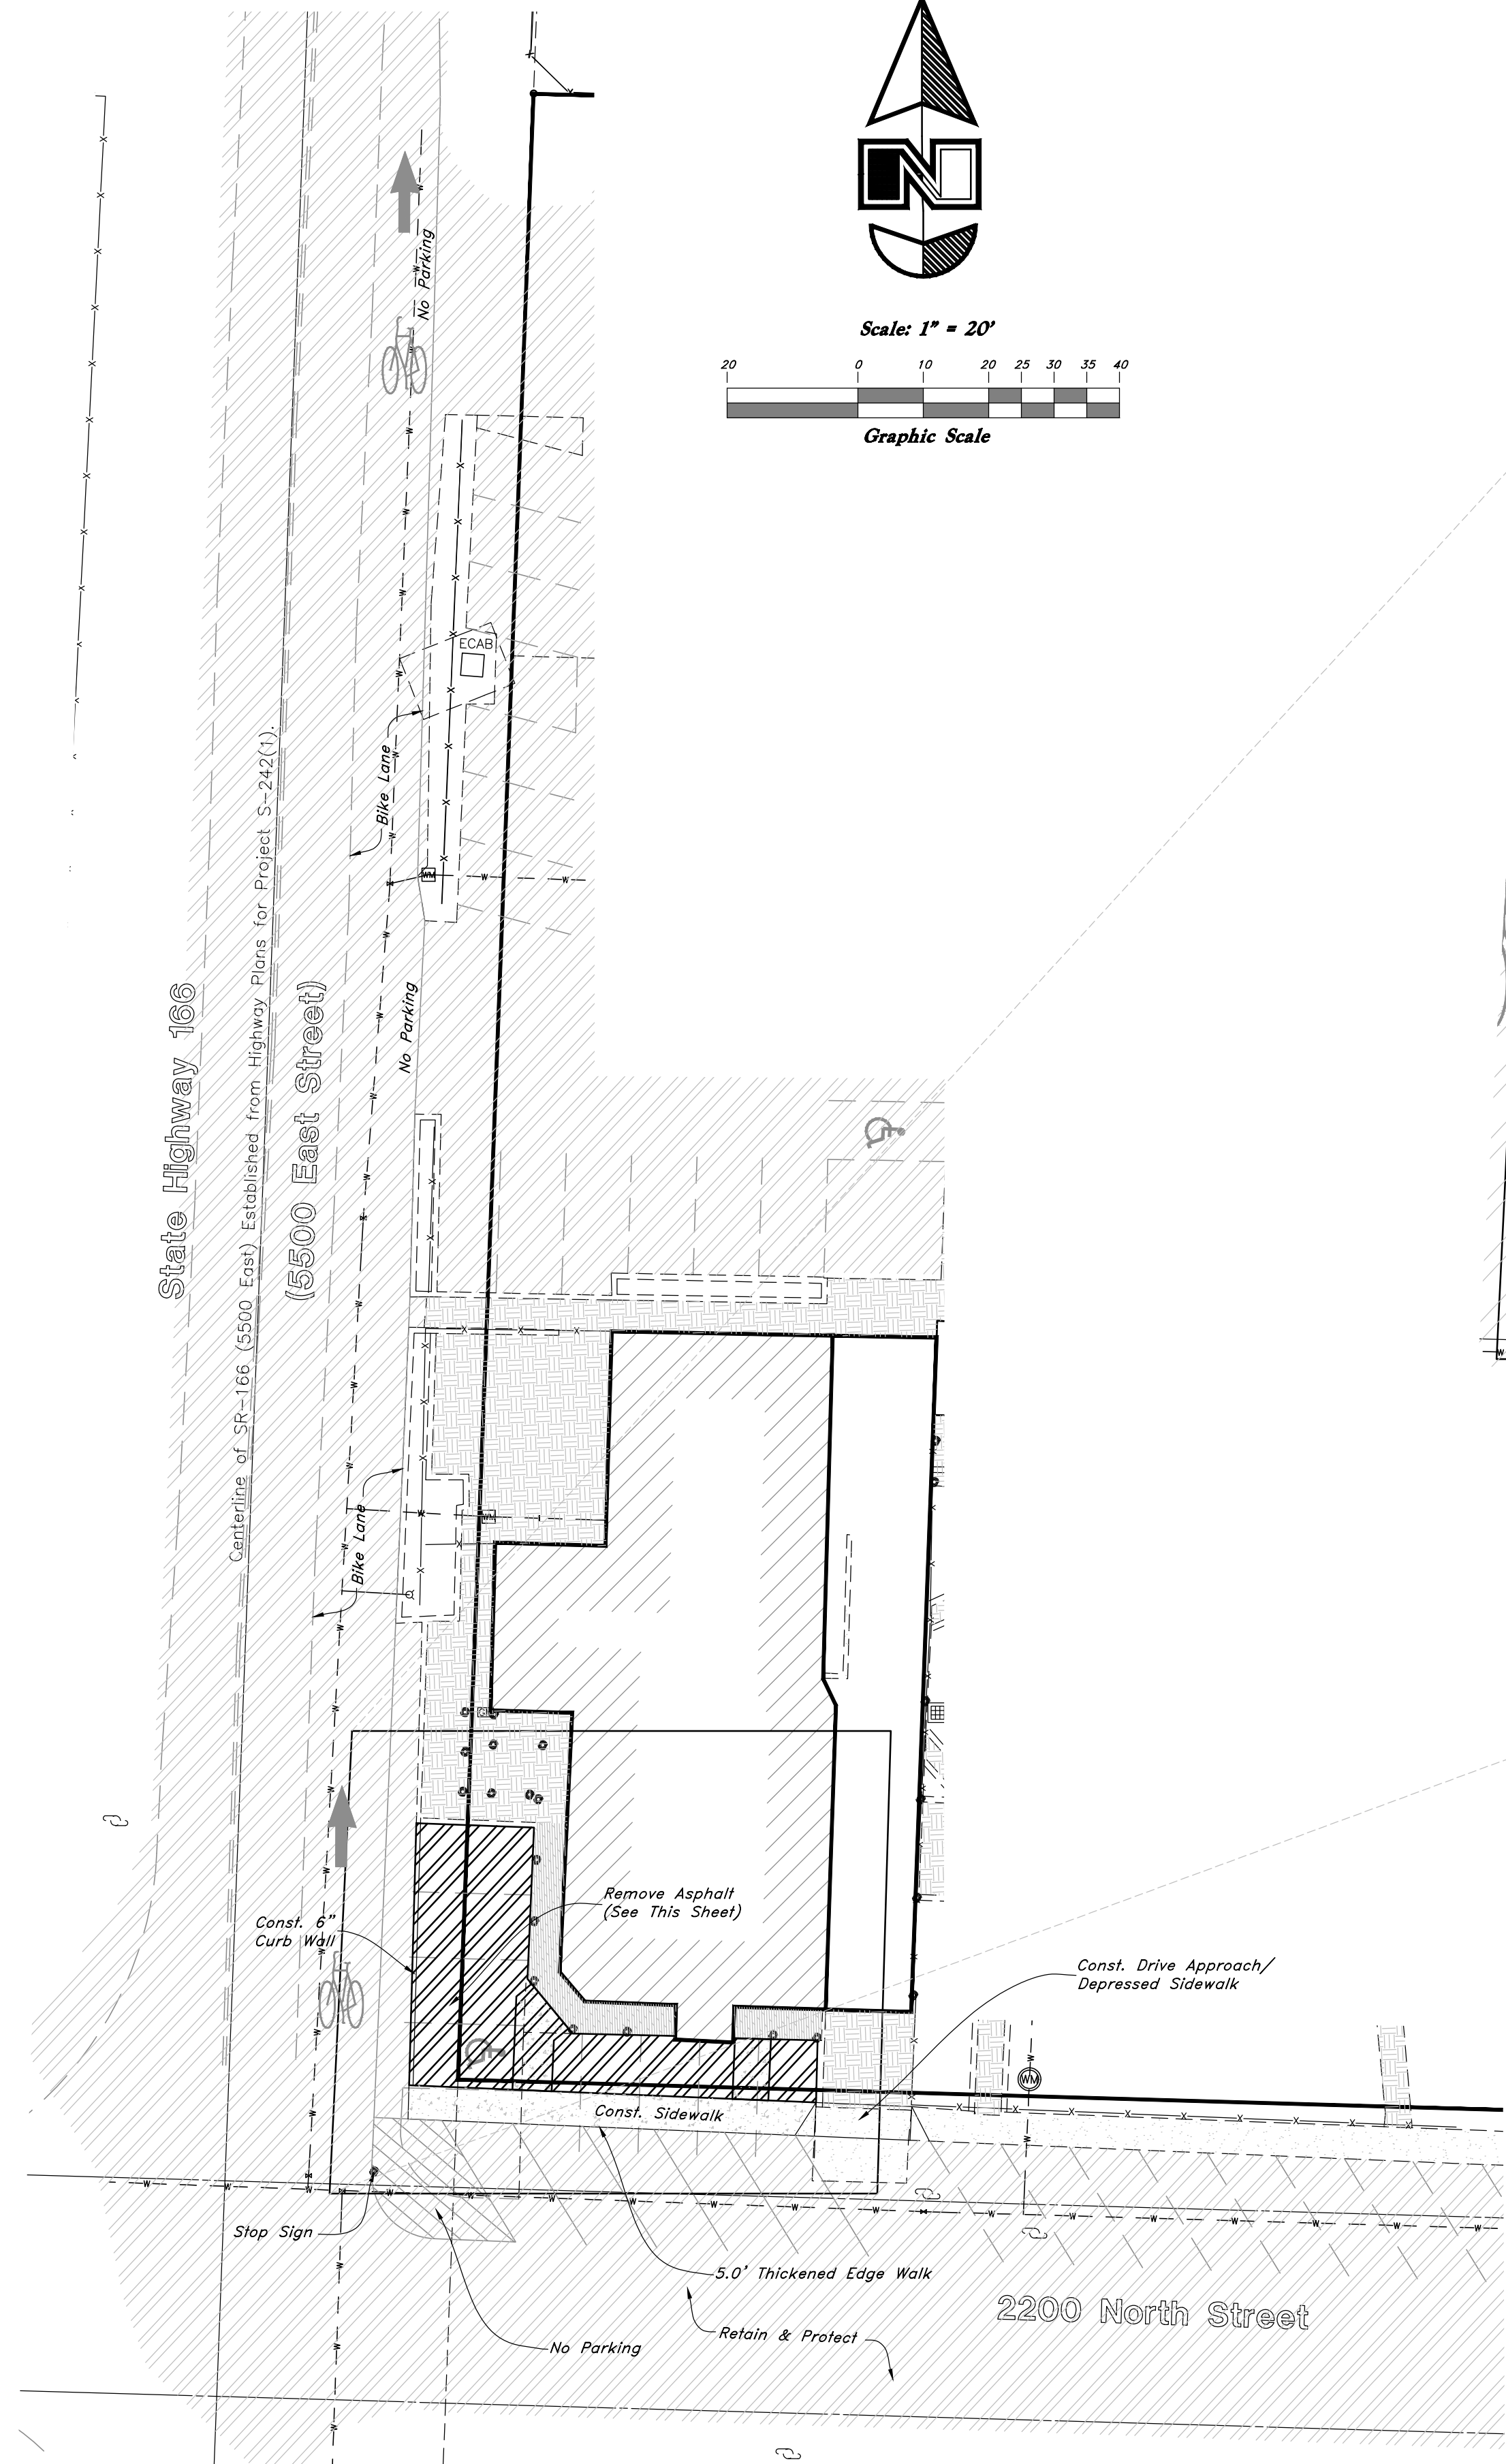 N
Scale: 1" = 20'
20 0 10 20 25 30 35 40
Graphic Scale
No Parking
ECAB
Bike Lane
WM
No Parking
State Highway 166
Centerline of SR-166 (5500 East) Established from Highway Plans for Project S-242(1).
(5500 East Street)
WM
Bike Lane
Remove Asphalt
(See This Sheet)
Const. 6"
Curb Wall
Const. Drive Approach/
Depressed Sidewalk
WM
Const. Sidewalk
Stop Sign
5.0' Thickened Edge Walk
2200 North Street
Retain & Protect
No Parking